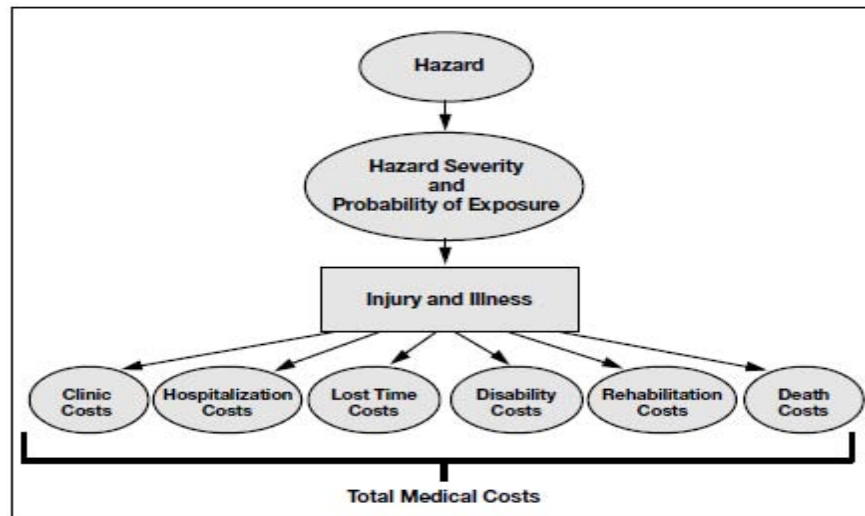 Hazard
Hazard Severity
and
Probability of Exposure
Injury and Illness
Clinic
Costs
Hospitalization
Costs
Lost Time
Costs
Disability
Costs
Rehabilitation
Costs
Death
Costs
Total Medical Costs